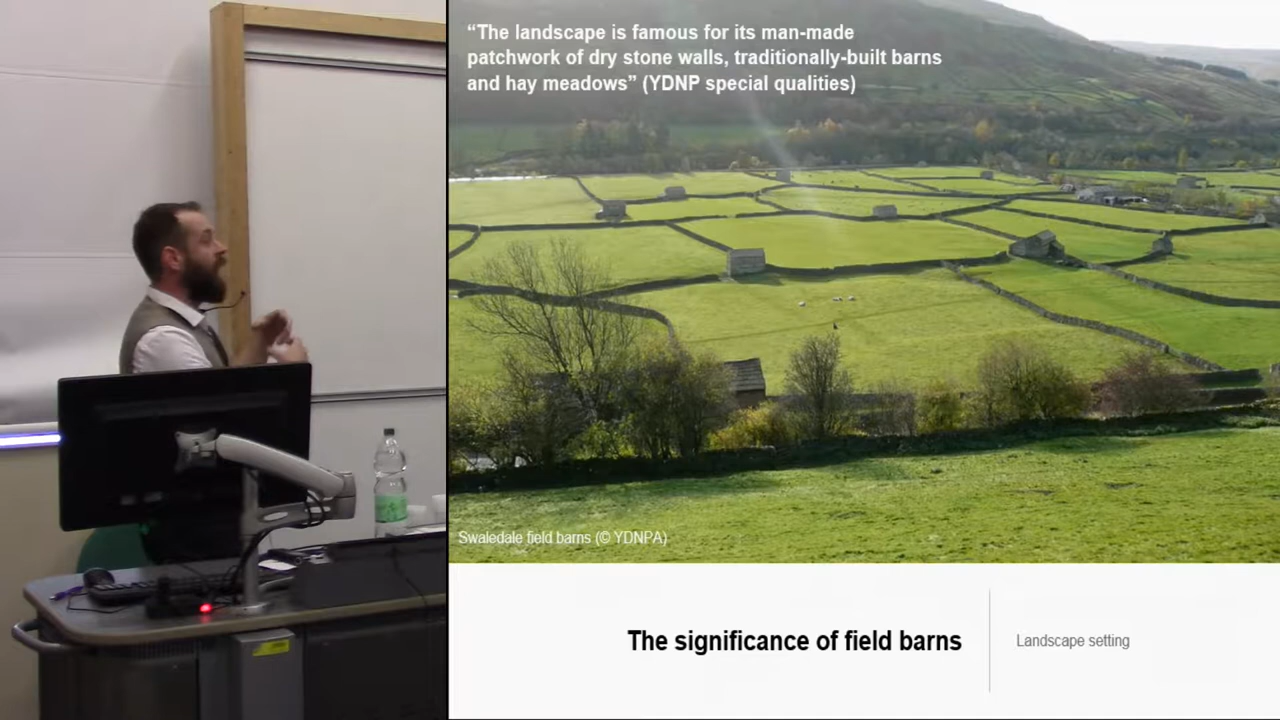 “The landscape is famous for its man-made
patchwork of dry stone walls, traditionally-built barns
and hay meadows” (YDNP special qualities)
Swaledale field barns (© YDNPA)
The significance of field barns
Landscape setting